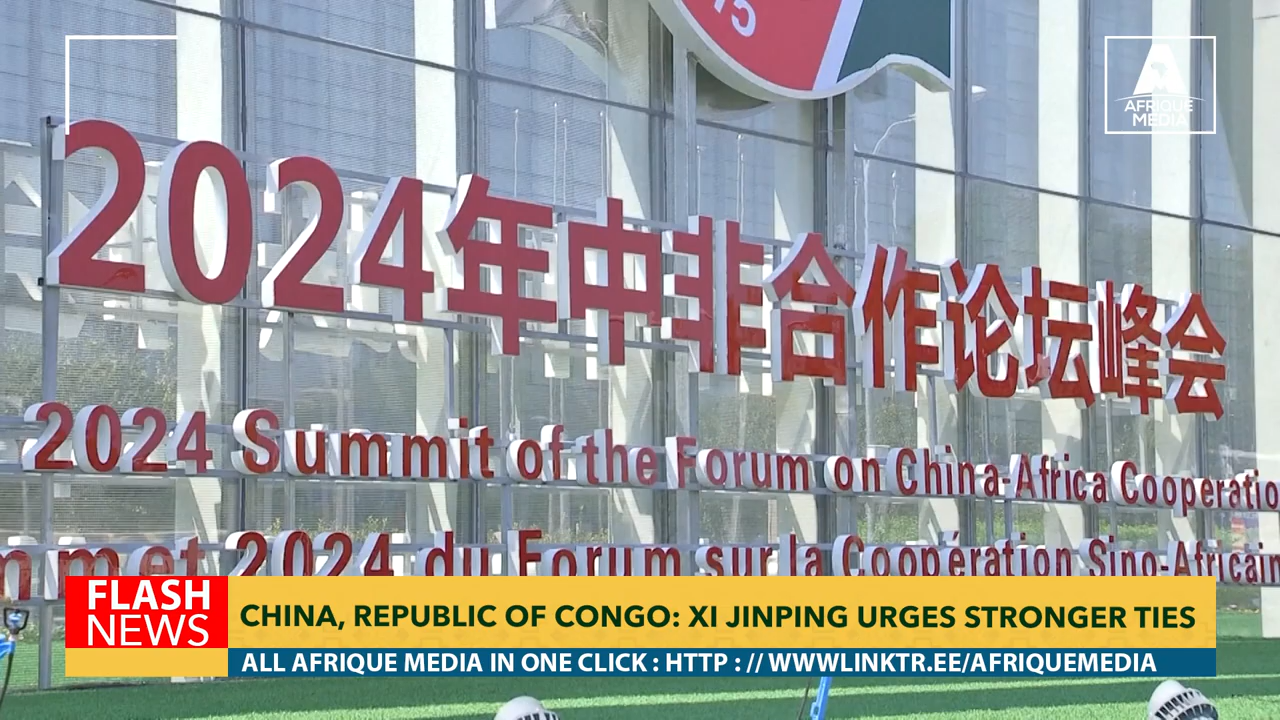 AFRIQUE
MEDIA
2024年中非合作论坛峰会
2024 Summit of the Forum on China-Africa Cooperatio
mmet 2024 du Forum sur la Coopération Sino-Africain
FLASH
NEWS
CHINA, REPUBLIC OF CONGO: XI JINPING URGES STRONGER TIES
ALL AFRIQUE MEDIA IN ONE CLICK : HTTP : // WWWLINKTR.EE/AFRIQUEMEDIA